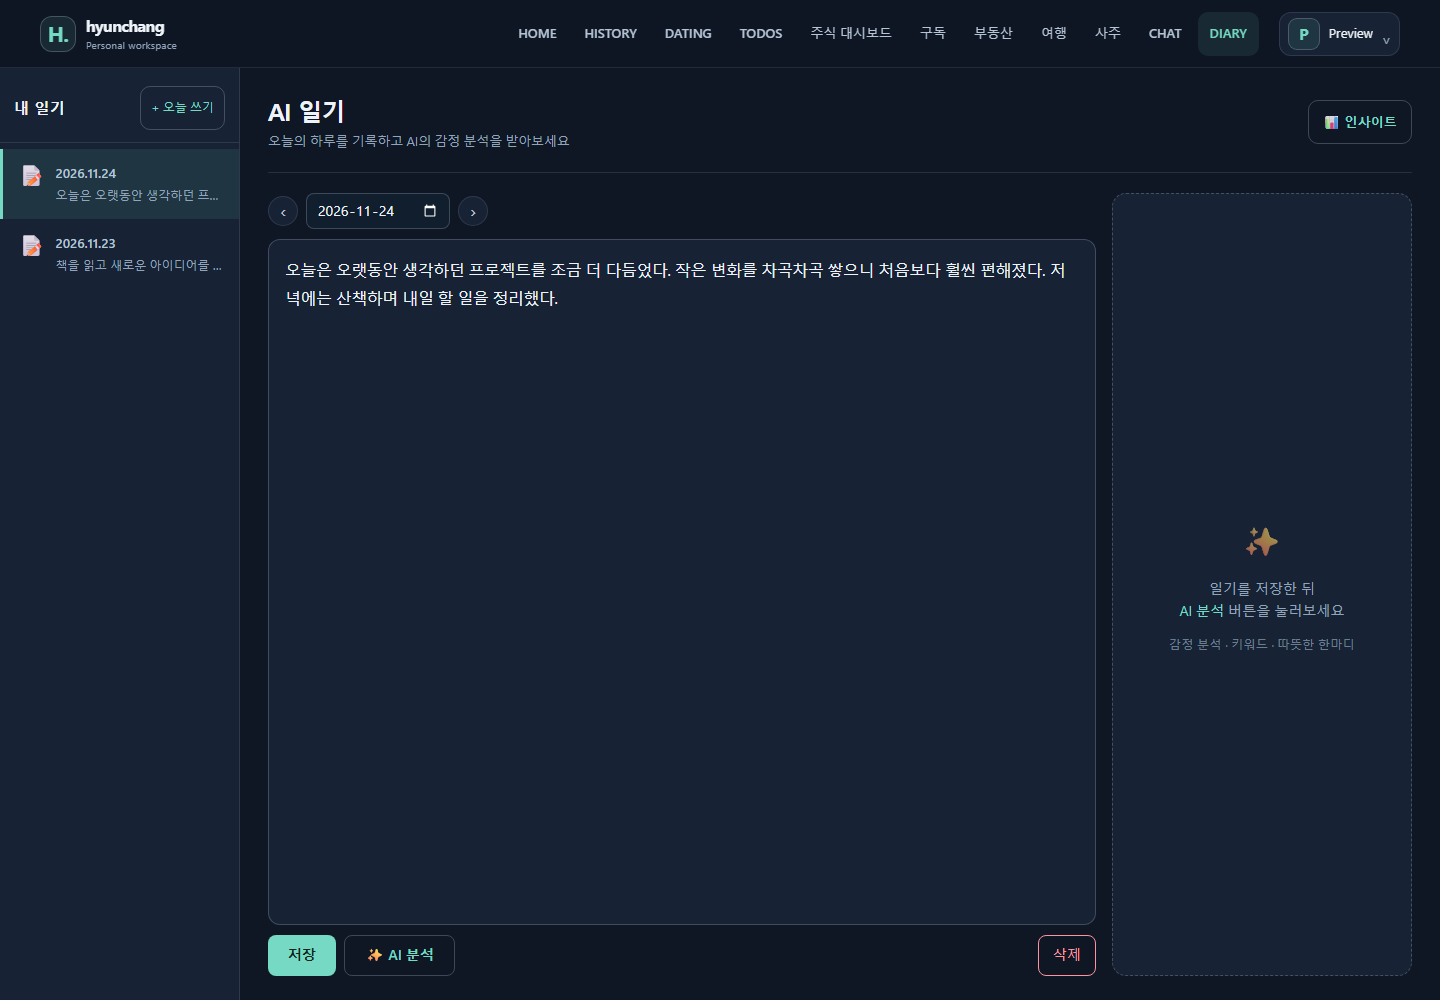 H.
hyunchang
Personal workspace
HOME
HISTORY
DATING
TODOS
주식 대시보드
구독
부동산
여행
사주
CHAT
DIARY
P
Preview
v
내 일기
+ 오늘 쓰기
2026.11.24
오늘은 오랫동안 생각하던 프...
2026.11.23
책을 읽고 새로운 아이디어를 ...
AI 일기
오늘의 하루를 기록하고 AI의 감정 분석을 받아보세요
인사이트
‹
2026-11-24
›
오늘은 오랫동안 생각하던 프로젝트를 조금 더 다듬었다. 작은 변화를 차곡차곡 쌓으니 처음보다 훨씬 편해졌다. 저
녁에는 산책하며 내일 할 일을 정리했다.
저장
AI 분석
삭제
일기를 저장한 뒤
AI 분석 버튼을 눌러보세요
감정 분석 · 키워드 · 따뜻한 한마디